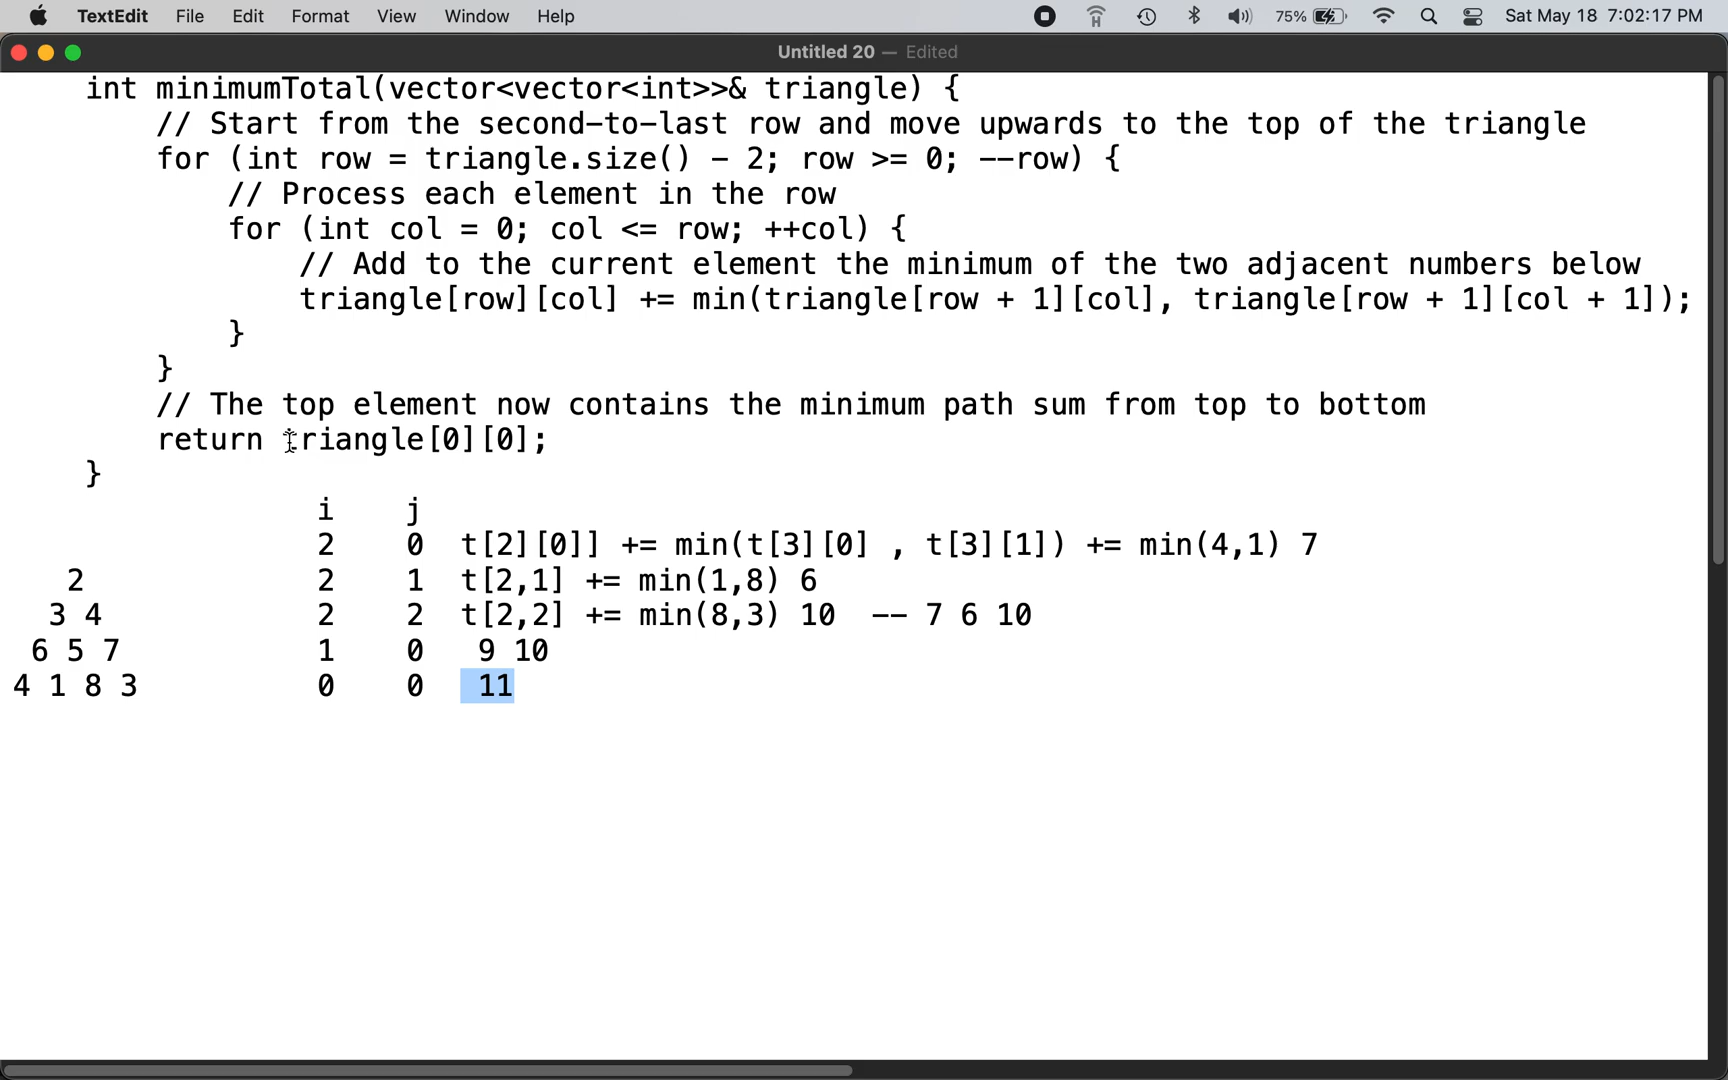 TextEdit File Edit Format View Window Help 75% Sat May 18 7:02:17 PM
Untitled 20 — Edited
int minimumTotal(vector<vector<int>>& triangle) {
// Start from the second-to-last row and move upwards to the top of the triangle
for (int row = triangle.size() - 2; row >= 0; --row) {
// Process each element in the row
for (int col = 0; col <= row; ++col) {
// Add to the current element the minimum of the two adjacent numbers below
triangle[row][col] += min(triangle[row + 1][col], triangle[row + 1][col + 1]);
}
}
// The top element now contains the minimum path sum from top to bottom
return triangle[0][0];
}
i j
2 0 t[2][0]] += min(t[3][0] , t[3][1]) += min(4,1) 7
2 2 1 t[2,1] += min(1,8) 6
3 4 2 2 t[2,2] += min(8,3) 10 -- 7 6 10
6 5 7 1 0 9 10
4 1 8 3 0 0 11